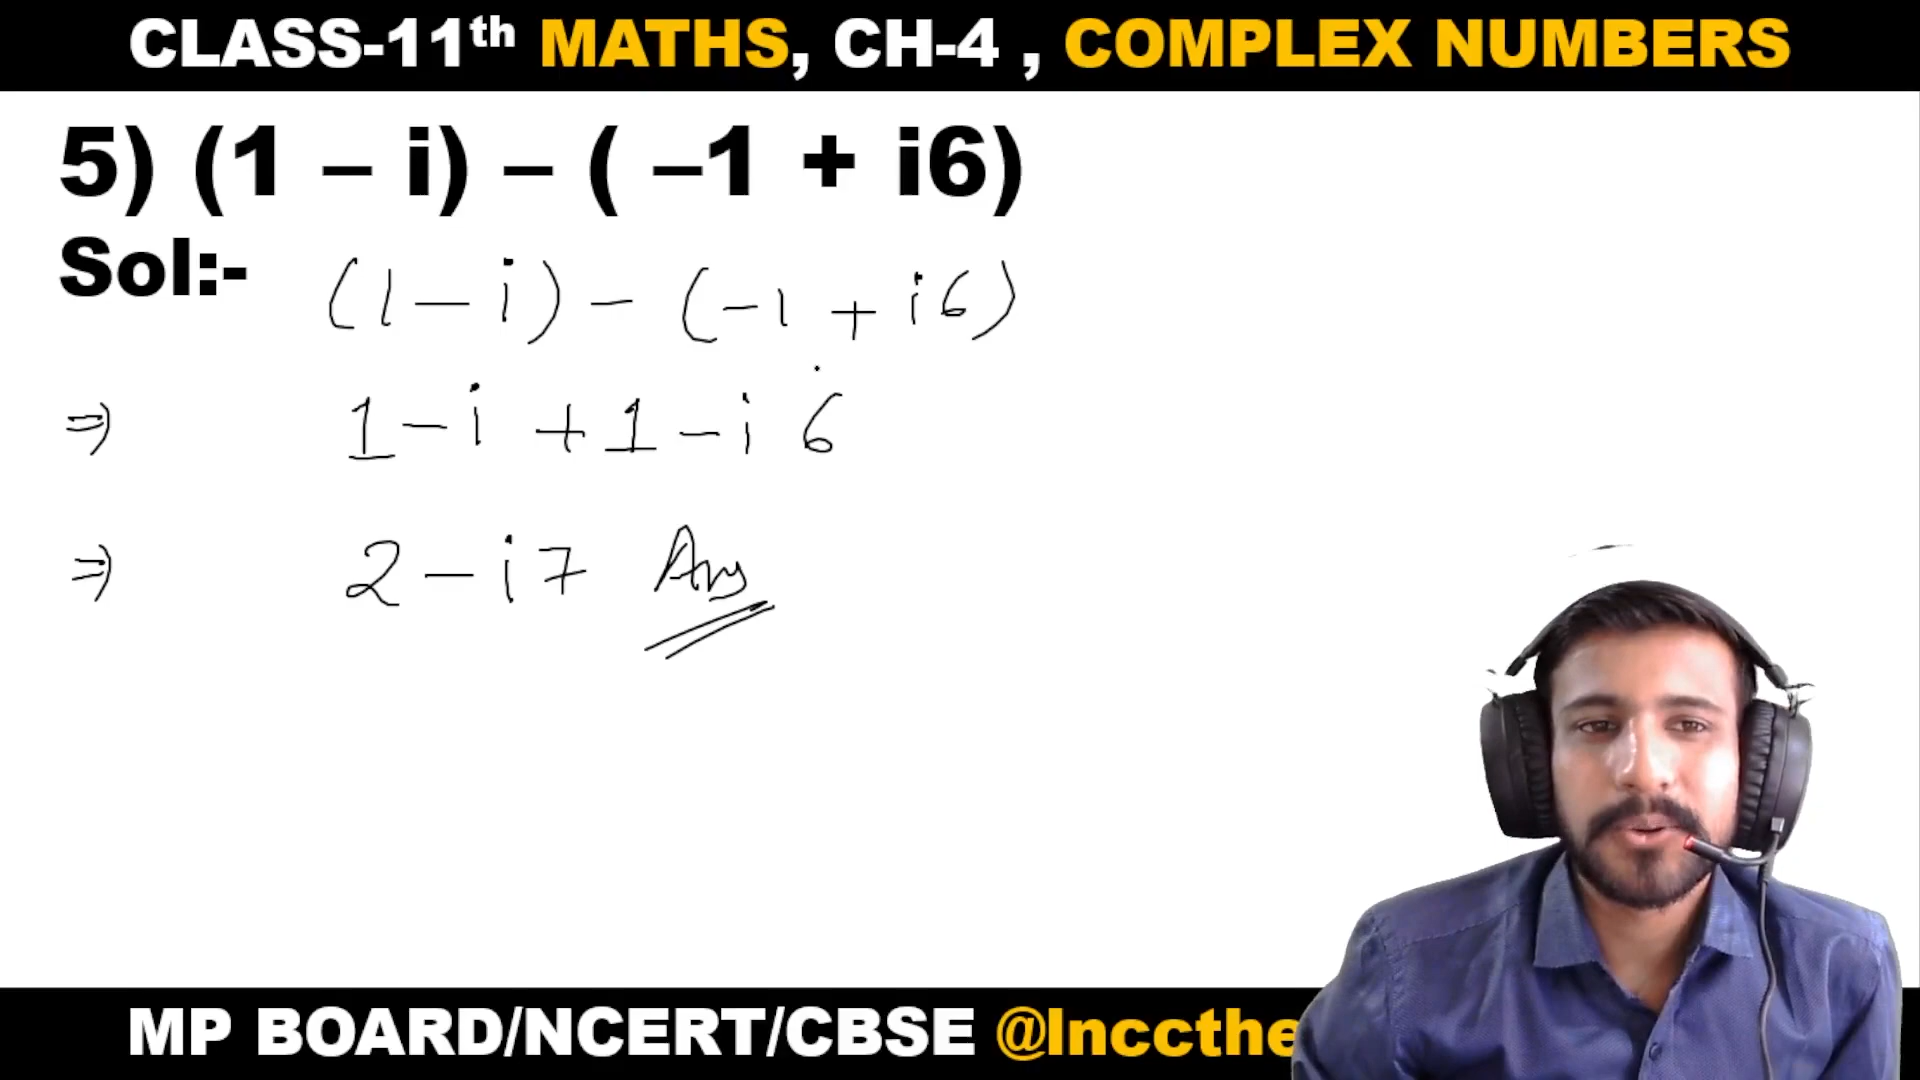 CLASS-11th MATHS, CH-4 , COMPLEX NUMBERS
5) (1 – i) – ( –1 + i6)
Sol:- (1 – i) – (-1 + i6)
⇒ 1 – i + 1 – i 6
⇒ 2 – i 7 Ans
MP BOARD/NCERT/CBSE @Inccthe